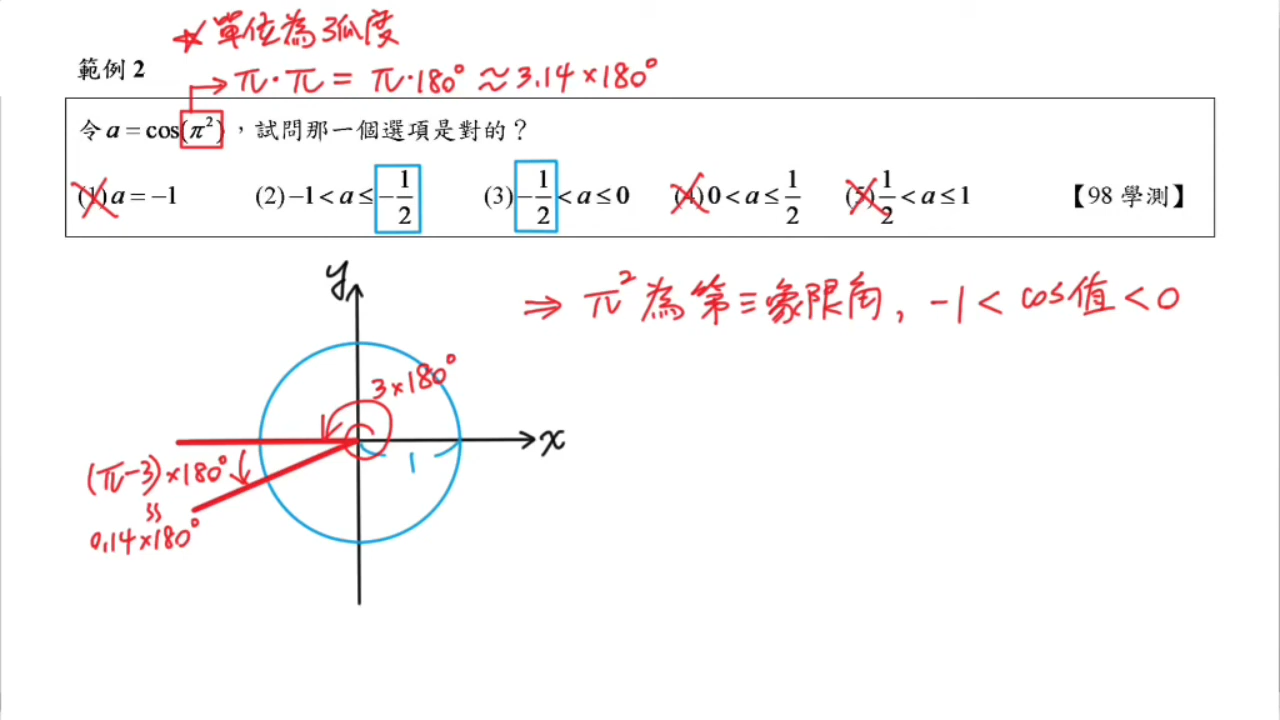 ☆ 單位為弧度
範例 2
→ π·π = π·180° ≈ 3.14×180°
令 a = cos(π²)，試問那一個選項是對的？
(1) a = −1 (2) −1 < a ≤ −1/2 (3) −1/2 < a ≤ 0 (4) 0 < a ≤ 1/2 (5) 1/2 < a ≤ 1 【98 學測】
y
⇒ π² 為第三象限角, -1 < cos值 < 0
3×180°
x
1
(π-3)×180°
≈
0.14×180°